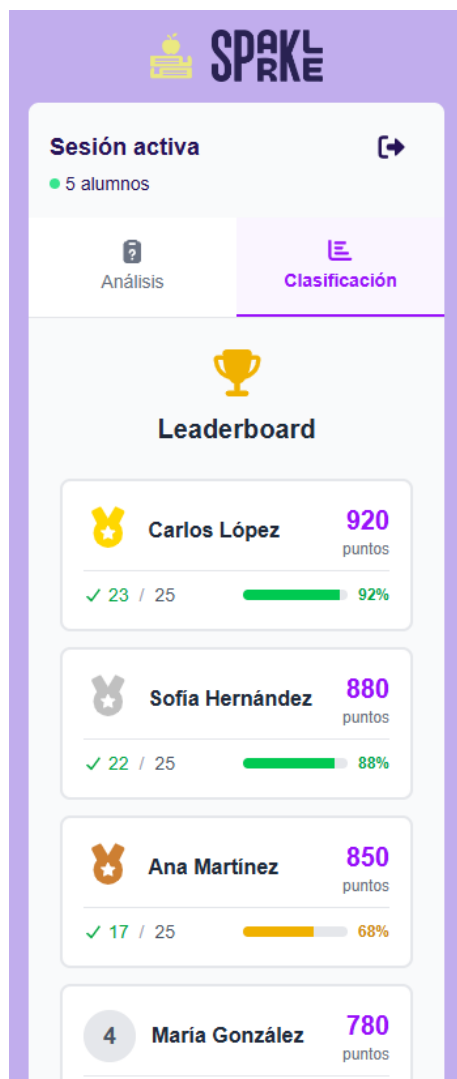 SPARKLE
Sesión activa
5 alumnos
Análisis
Clasificación
Leaderboard
Carlos López
920
puntos
23 / 25
92%
Sofía Hernández
880
puntos
22 / 25
88%
Ana Martínez
850
puntos
17 / 25
68%
4
María González
780
puntos